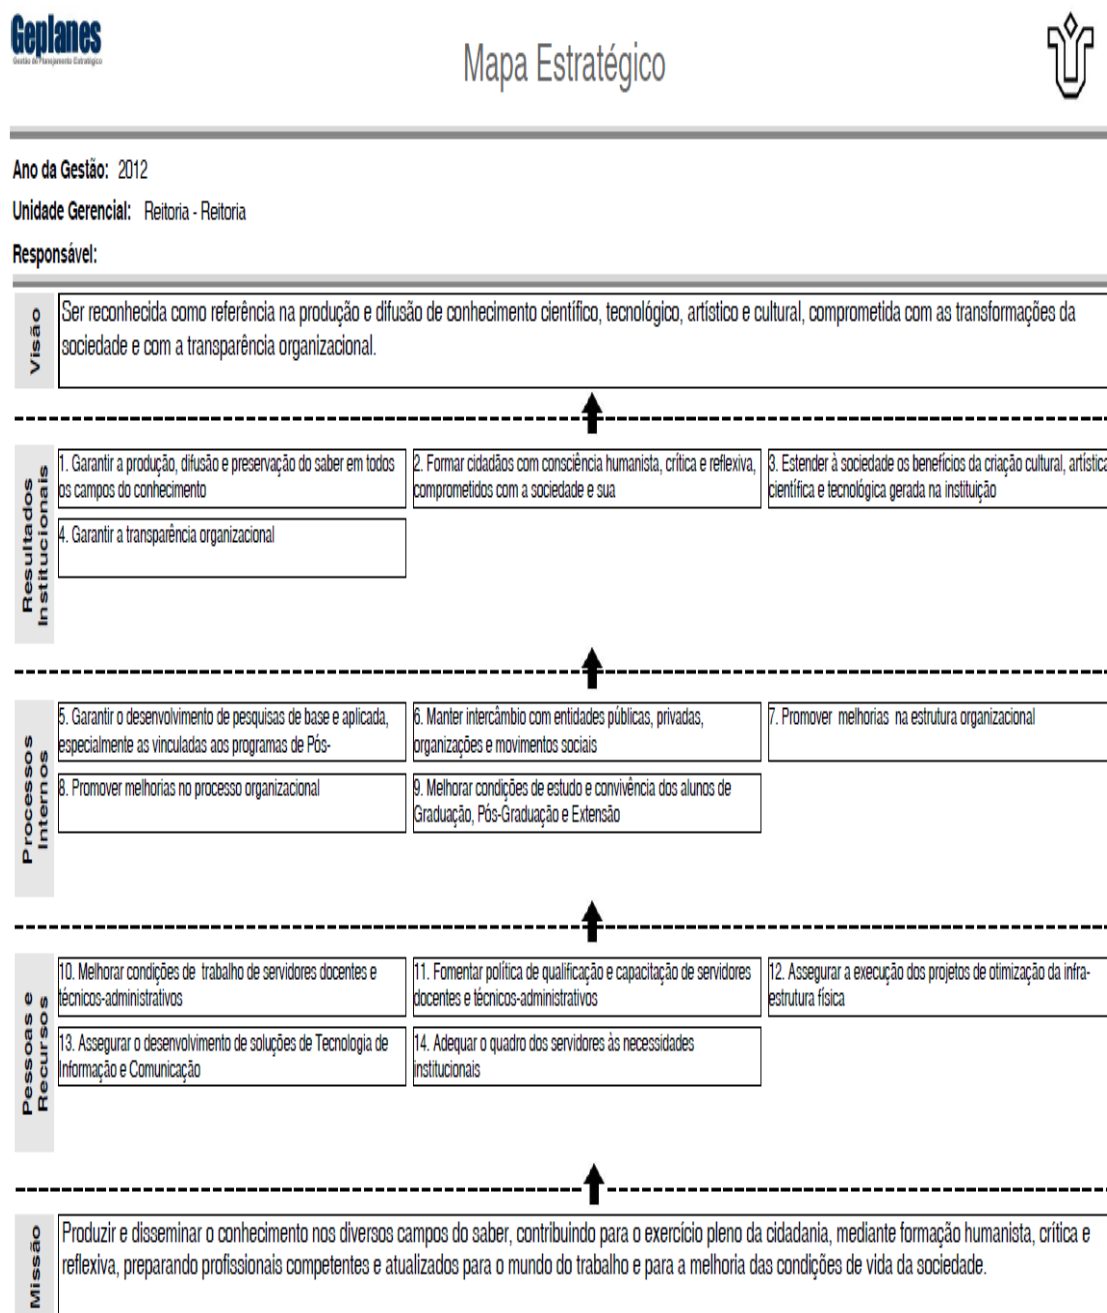 Geplanes
Gestão do Planejamento Estratégico
Mapa Estratégico
Ano da Gestão: 2012
Unidade Gerencial: Reitoria - Reitoria
Responsável:
Visão
Ser reconhecida como referência na produção e difusão de conhecimento científico, tecnológico, artístico e cultural, comprometida com as transformações da
sociedade e com a transparência organizacional.
Resultados
Institucionais
1. Garantir a produção, difusão e preservação do saber em todos
os campos do conhecimento
2. Formar cidadãos com consciência humanista, crítica e reflexiva,
comprometidos com a sociedade e sua
3. Estender à sociedade os benefícios da criação cultural, artística
científica e tecnológica gerada na instituição
4. Garantir a transparência organizacional
Processos
Internos
5. Garantir o desenvolvimento de pesquisas de base e aplicada,
especialmente as vinculadas aos programas de Pós-
6. Manter intercâmbio com entidades públicas, privadas,
organizações e movimentos sociais
7. Promover melhorias na estrutura organizacional
8. Promover melhorias no processo organizacional
9. Melhorar condições de estudo e convivência dos alunos de
Graduação, Pós-Graduação e Extensão
Pessoas e
Recursos
10. Melhorar condições de trabalho de servidores docentes e
técnicos-administrativos
11. Fomentar política de qualificação e capacitação de servidores
docentes e técnicos-administrativos
12. Assegurar a execução dos projetos de otimização da infra-
estrutura física
13. Assegurar o desenvolvimento de soluções de Tecnologia de
Informação e Comunicação
14. Adequar o quadro dos servidores às necessidades
institucionais
Missão
Produzir e disseminar o conhecimento nos diversos campos do saber, contribuindo para o exercício pleno da cidadania, mediante formação humanista, crítica e
reflexiva, preparando profissionais competentes e atualizados para o mundo do trabalho e para a melhoria das condições de vida da sociedade.